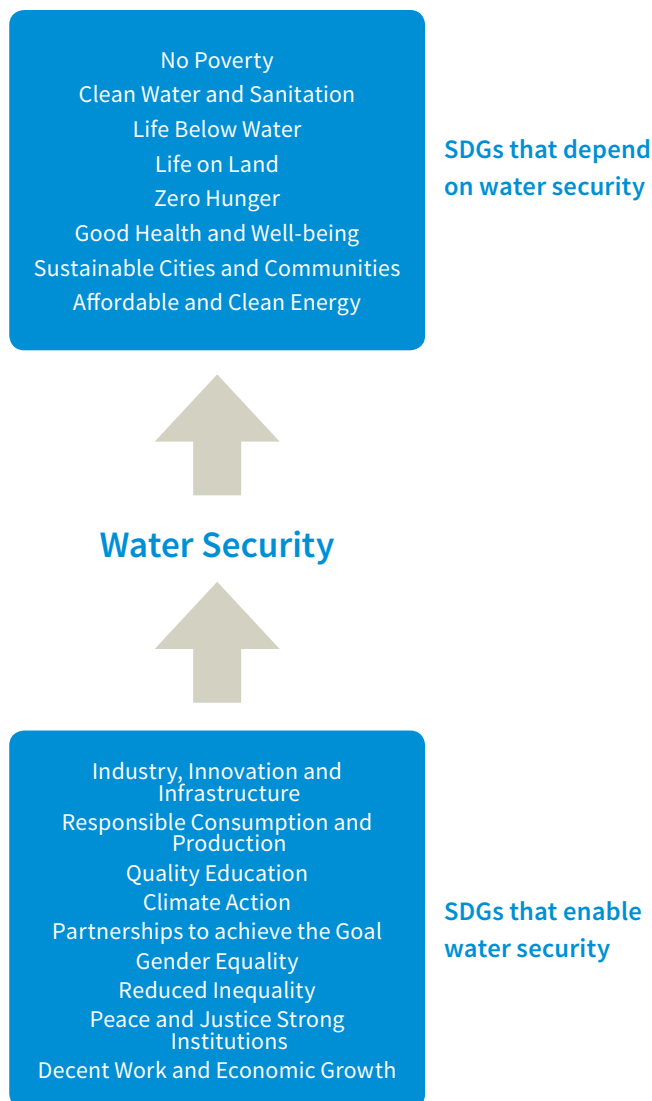 No Poverty
Clean Water and Sanitation
Life Below Water
Life on Land
Zero Hunger
Good Health and Well-being
Sustainable Cities and Communities
Affordable and Clean Energy
SDGs that depend
on water security
Water Security
Industry, Innovation and
Infrastructure
Responsible Consumption and
Production
Quality Education
Climate Action
Partnerships to achieve the Goal
Gender Equality
Reduced Inequality
Peace and Justice Strong
Institutions
Decent Work and Economic Growth
SDGs that enable
water security